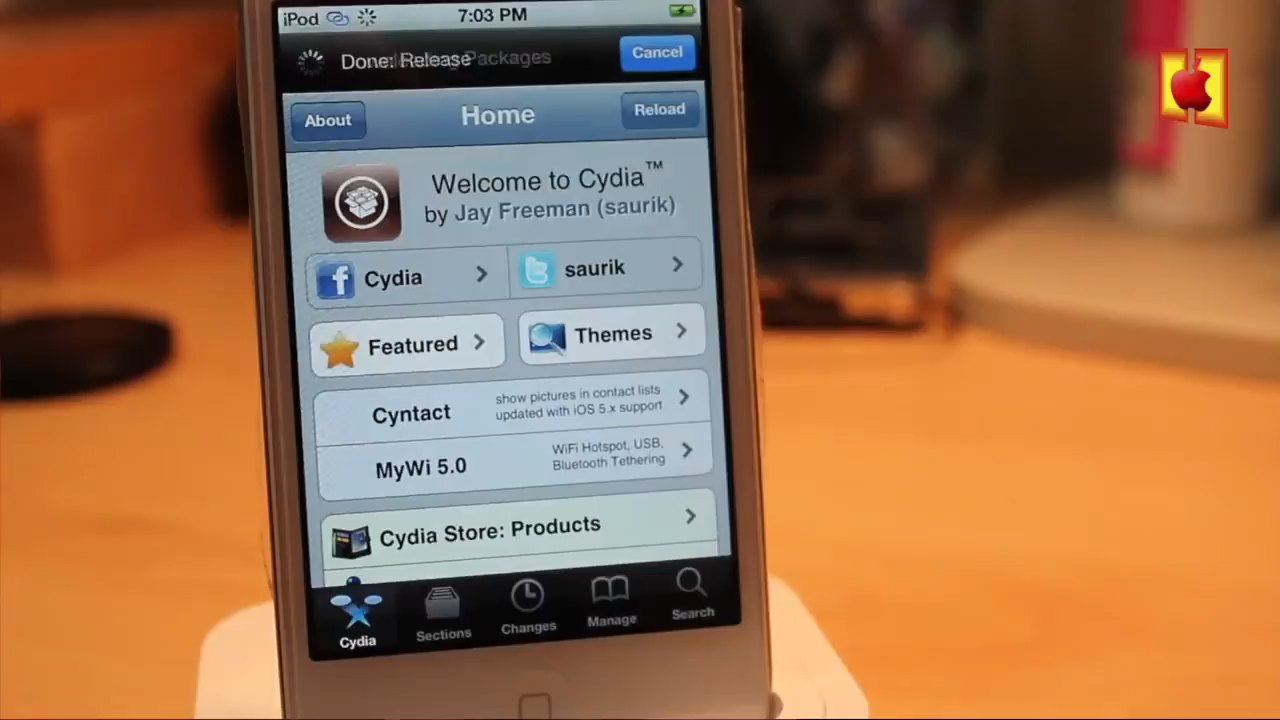 iPod 7:03 PM
Done: Release Packages
Cancel
About
Home
Reload
Welcome to Cydia™
by Jay Freeman (saurik)
Cydia
saurik
Featured
Themes
Cyntact
show pictures in contact lists
updated with iOS 5.x support
MyWi 5.0
WiFi Hotspot, USB,
Bluetooth Tethering
Cydia Store: Products
Cydia
Sections
Changes
Manage
Search